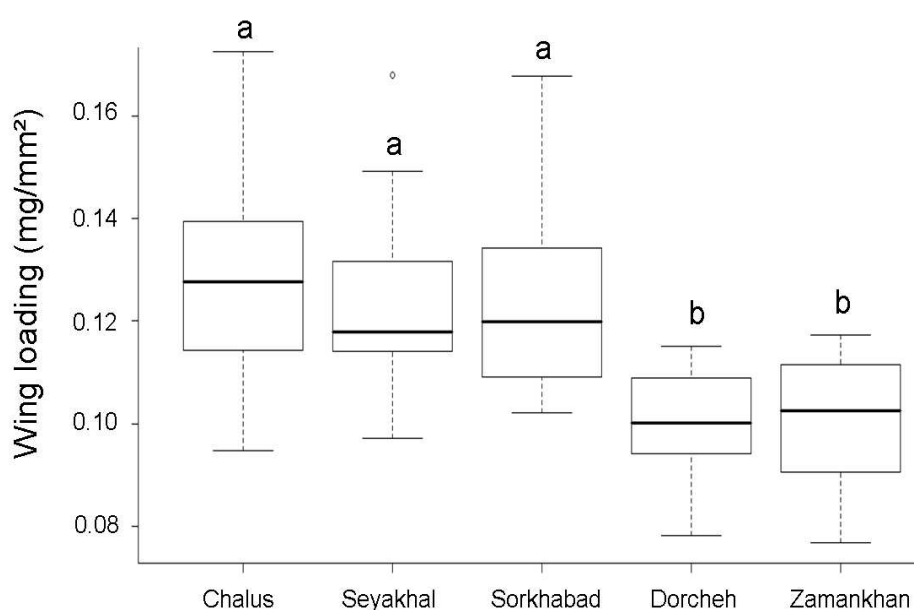 Wing loading (mg/mm²)
0.16
0.14
0.12
0.10
0.08
a
a
a
b
b
Chalus Seyakhal Sorkhabad Dorcheh Zamankhan